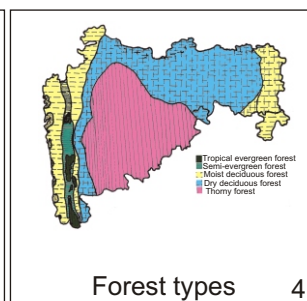 Tropical evergreen forest
Semi-evergreen forest
Moist deciduous forest
Dry deciduous forest
Thorny forest
Forest types 4